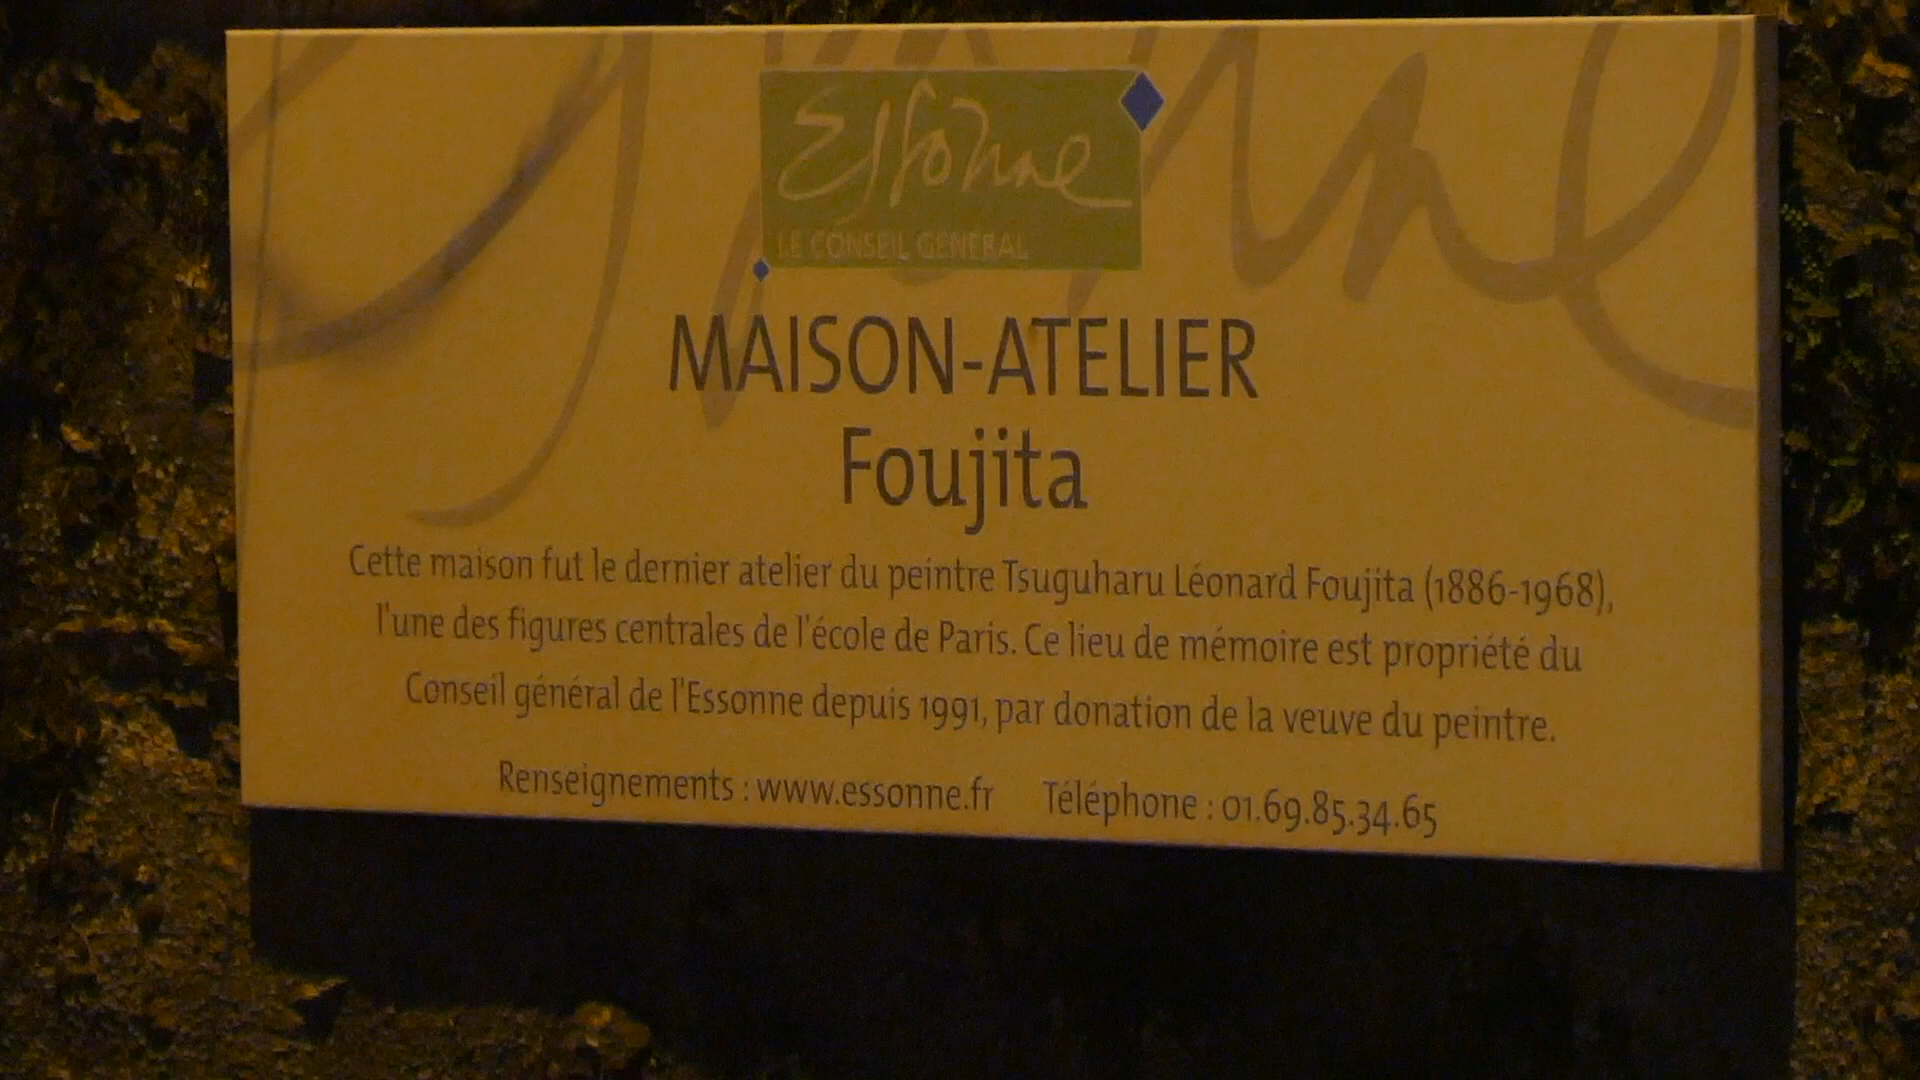 Essonne
LE CONSEIL GENERAL
MAISON-ATELIER
Foujita
Cette maison fut le dernier atelier du peintre Tsuguharu Léonard Foujita (1886-1968),
l'une des figures centrales de l'école de Paris. Ce lieu de mémoire est propriété du
Conseil général de l'Essonne depuis 1991, par donation de la veuve du peintre.
Renseignements : www.essonne.fr Téléphone : 01.69.85.34.65